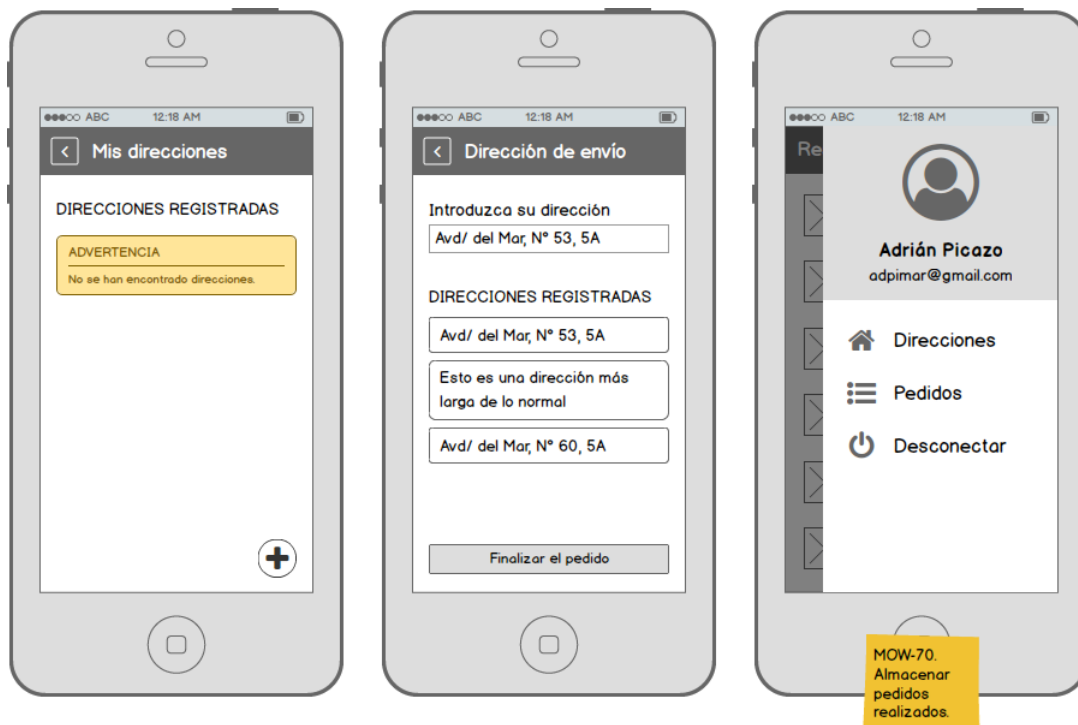 ABC 12:18 AM
Mis direcciones
DIRECCIONES REGISTRADAS
ADVERTENCIA
No se han encontrado direcciones.
ABC 12:18 AM
Dirección de envío
Introduzca su dirección
Avd/ del Mar, N° 53, 5A
DIRECCIONES REGISTRADAS
Avd/ del Mar, N° 53, 5A
Esto es una dirección más
larga de lo normal
Avd/ del Mar, N° 60, 5A
Finalizar el pedido
ABC 12:18 AM
Re
Adrián Picazo
adpimar@gmail.com
Direcciones
Pedidos
Desconectar
MOW-70.
Almacenar
pedidos
realizados.